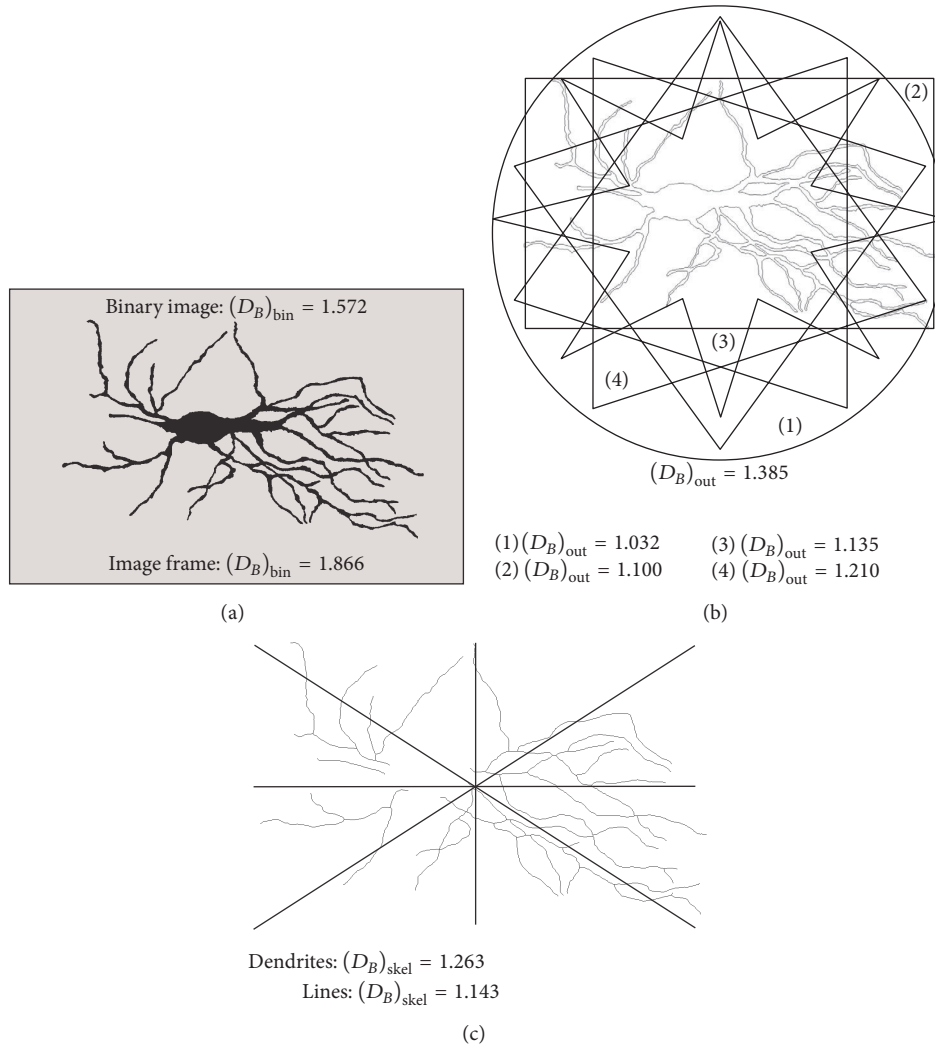 Binary image: (D_B)_bin = 1.572
Image frame: (D_B)_bin = 1.866
(a)
(2)
(3)
(4)
(1)
(D_B)_out = 1.385
(1) (D_B)_out = 1.032 (3) (D_B)_out = 1.135
(2) (D_B)_out = 1.100 (4) (D_B)_out = 1.210
(b)
Dendrites: (D_B)_skel = 1.263
Lines: (D_B)_skel = 1.143
(c)